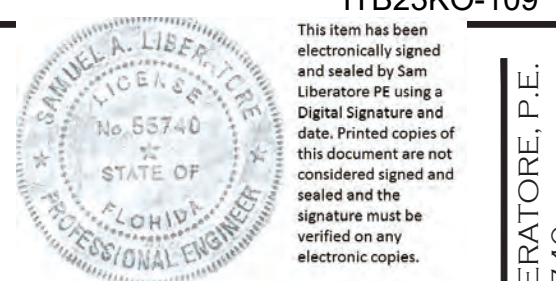 ITB23KO-109
SAMUEL A. LIBERATORE
LICENSE
No. 55740
STATE OF
FLORIDA
PROFESSIONAL ENGINEER
This item has been
electronically signed
and sealed by Sam
Liberatore PE using a
Digital Signature and
date. Printed copies of
this document are not
considered signed and
sealed and the
signature must be
verified on any
electronic copies.
ERATORE, P.E.